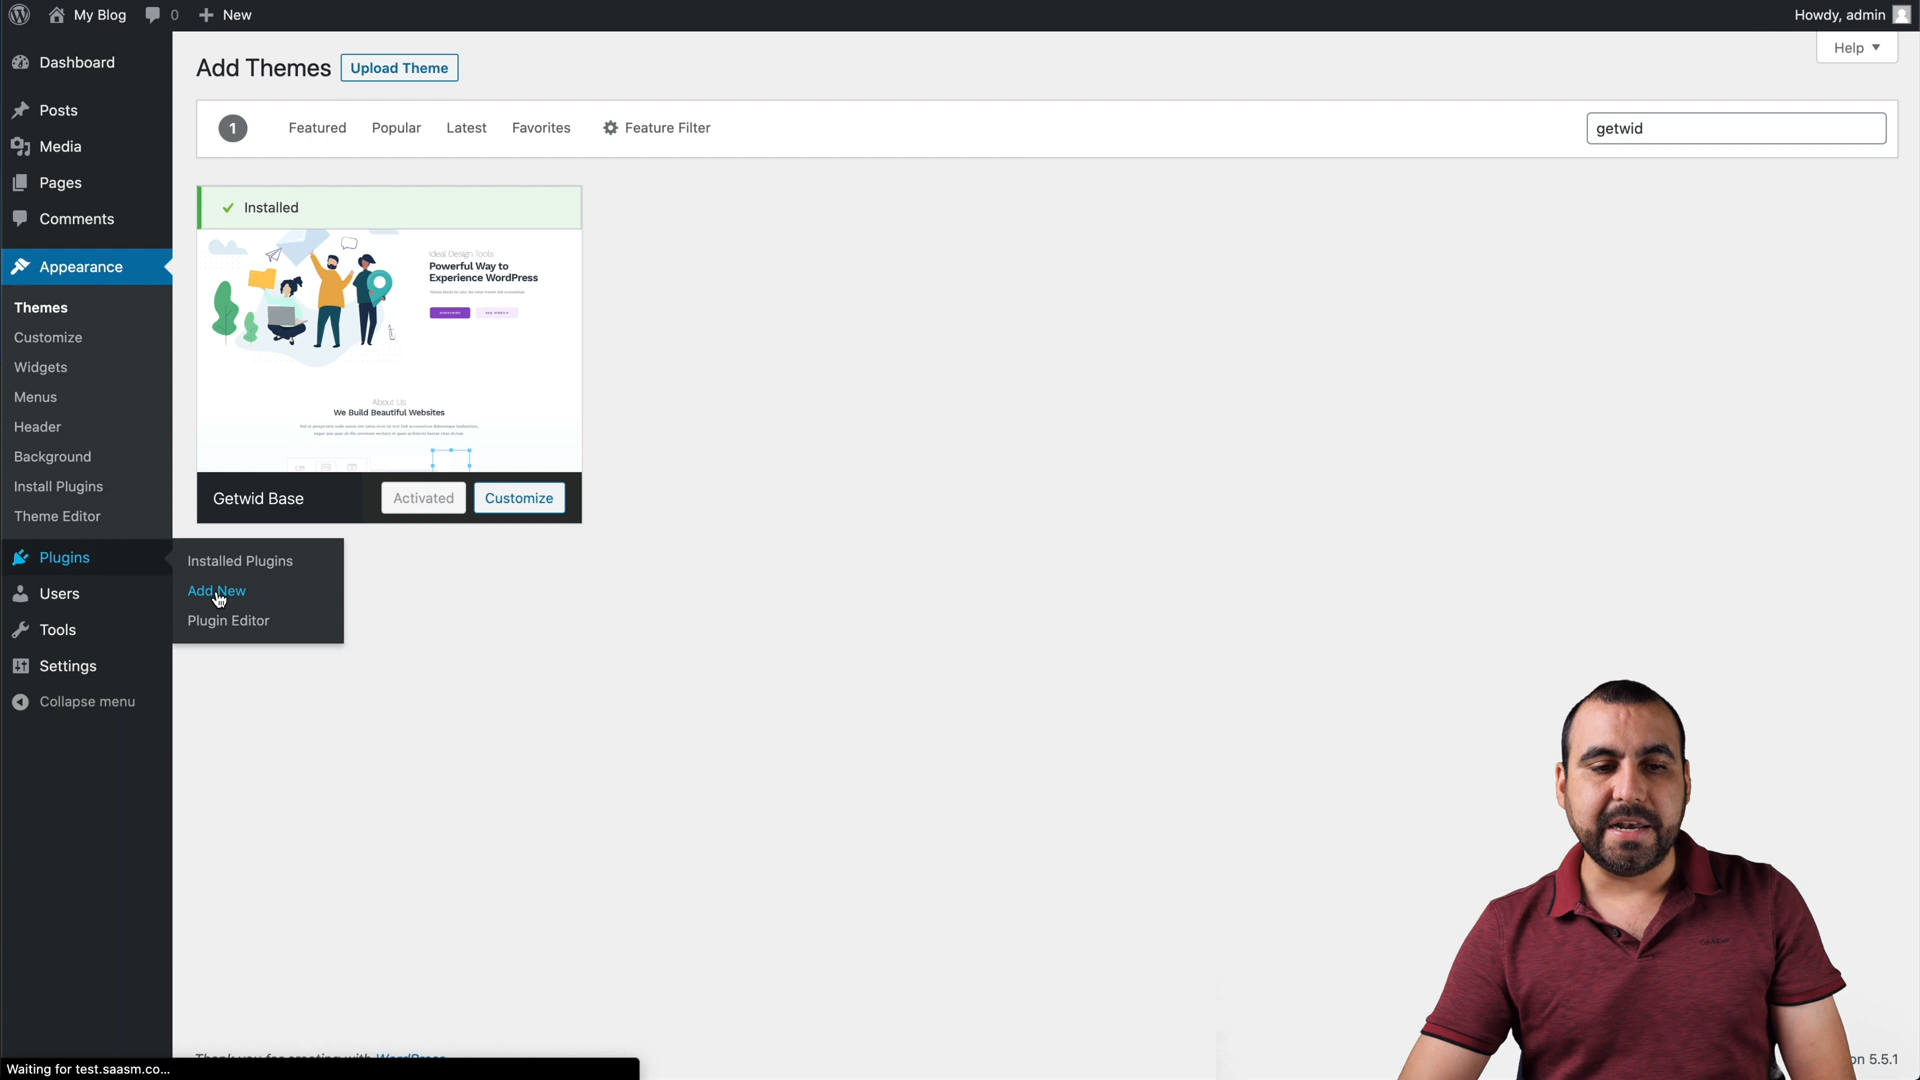 My Blog 0 New Howdy, admin
Help
Dashboard
Posts
Media
Pages
Comments
Appearance
Themes
Customize
Widgets
Menus
Header
Background
Install Plugins
Theme Editor
Plugins
Users
Tools
Settings
Collapse menu
Installed Plugins
Add New
Plugin Editor
Add Themes Upload Theme
1 Featured Popular Latest Favorites Feature Filter getwid
Installed
Ideal Design Tools
Powerful Way to
Experience WordPress
About Us
We Build Beautiful Websites
Getwid Base Activated Customize
Thank you for creating with WordPress
on 5.5.1
Waiting for test.saasm.co...